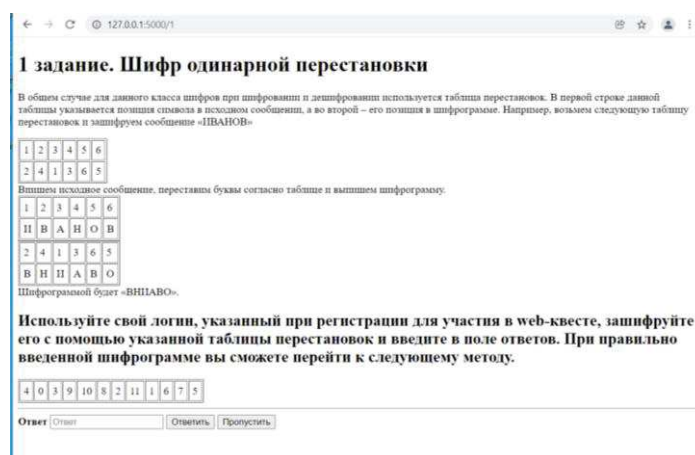 127.0.0.1:5000/1
1 задание. Шифр одинарной перестановки
В общем случае для данного класса шифров при шифровании и дешифровании используется таблица перестановок. В первой строке данной
таблицы указывается позиция символа в исходном сообщении, а во второй – его позиция в шифрограмме. Например, возьмем следующую таблицу
перестановок и зашифруем сообщение «ИВАНОВ»
1 2 3 4 5 6
2 4 1 3 6 5
Впишем исходное сообщение, переставим буквы согласно таблице и выпишем шифрограмму.
1 2 3 4 5 6
И В А Н О В
2 4 1 3 6 5
В Н И А В О
Шифрограммой будет «ВНИАВО».
Используйте свой логин, указанный при регистрации для участия в web-квесте, зашифруйте
его с помощью указанной таблицы перестановок и введите в поле ответов. При правильно
введенной шифрограмме вы сможете перейти к следующему методу.
4 0 3 9 10 8 2 11 1 6 7 5
Ответ Ответ Ответить Пропустить